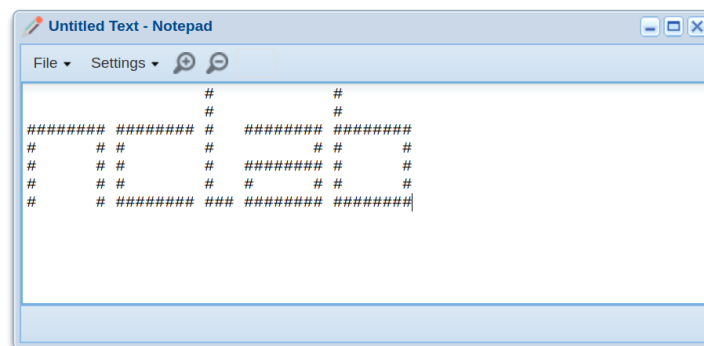 Untitled Text - Notepad
File Settings
                  #            #
                  #            #
######## ######## #   ######## ########
#      # #        #          # #      #
#      # #        #   ######## #      #
#      # #        #   #      # #      #
#      # ######## ### ######## ########